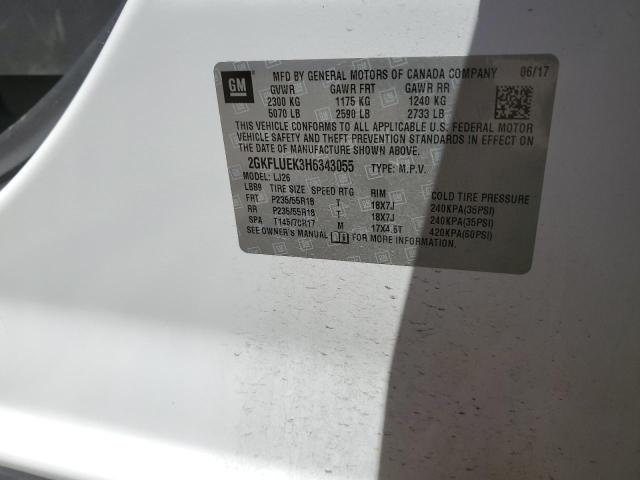 GM
MFD BY GENERAL MOTORS OF CANADA COMPANY 06/17
GVWR GAWR FRT GAWR RR
2300 KG 1175 KG 1240 KG
5070 LB 2590 LB 2733 LB
THIS VEHICLE CONFORMS TO ALL APPLICABLE U.S. FEDERAL MOTOR
VEHICLE SAFETY AND THEFT PREVENTION STANDARDS IN EFFECT ON
THE DATE OF MANUFACTURE SHOWN ABOVE.
2GKFLUEK3H6343055 TYPE: M.P.V.
MODEL: LJ26
LBB9 TIRE SIZE SPEED RTG RIM COLD TIRE PRESSURE
FRT P235/55R18 T 18X7J 240KPA(35PSI)
RR P235/55R18 T 18X7J 240KPA(35PSI)
SPA T145/70R17 M 17X4.5T 420KPA(60PSI)
SEE OWNER'S MANUAL FOR MORE INFORMATION.